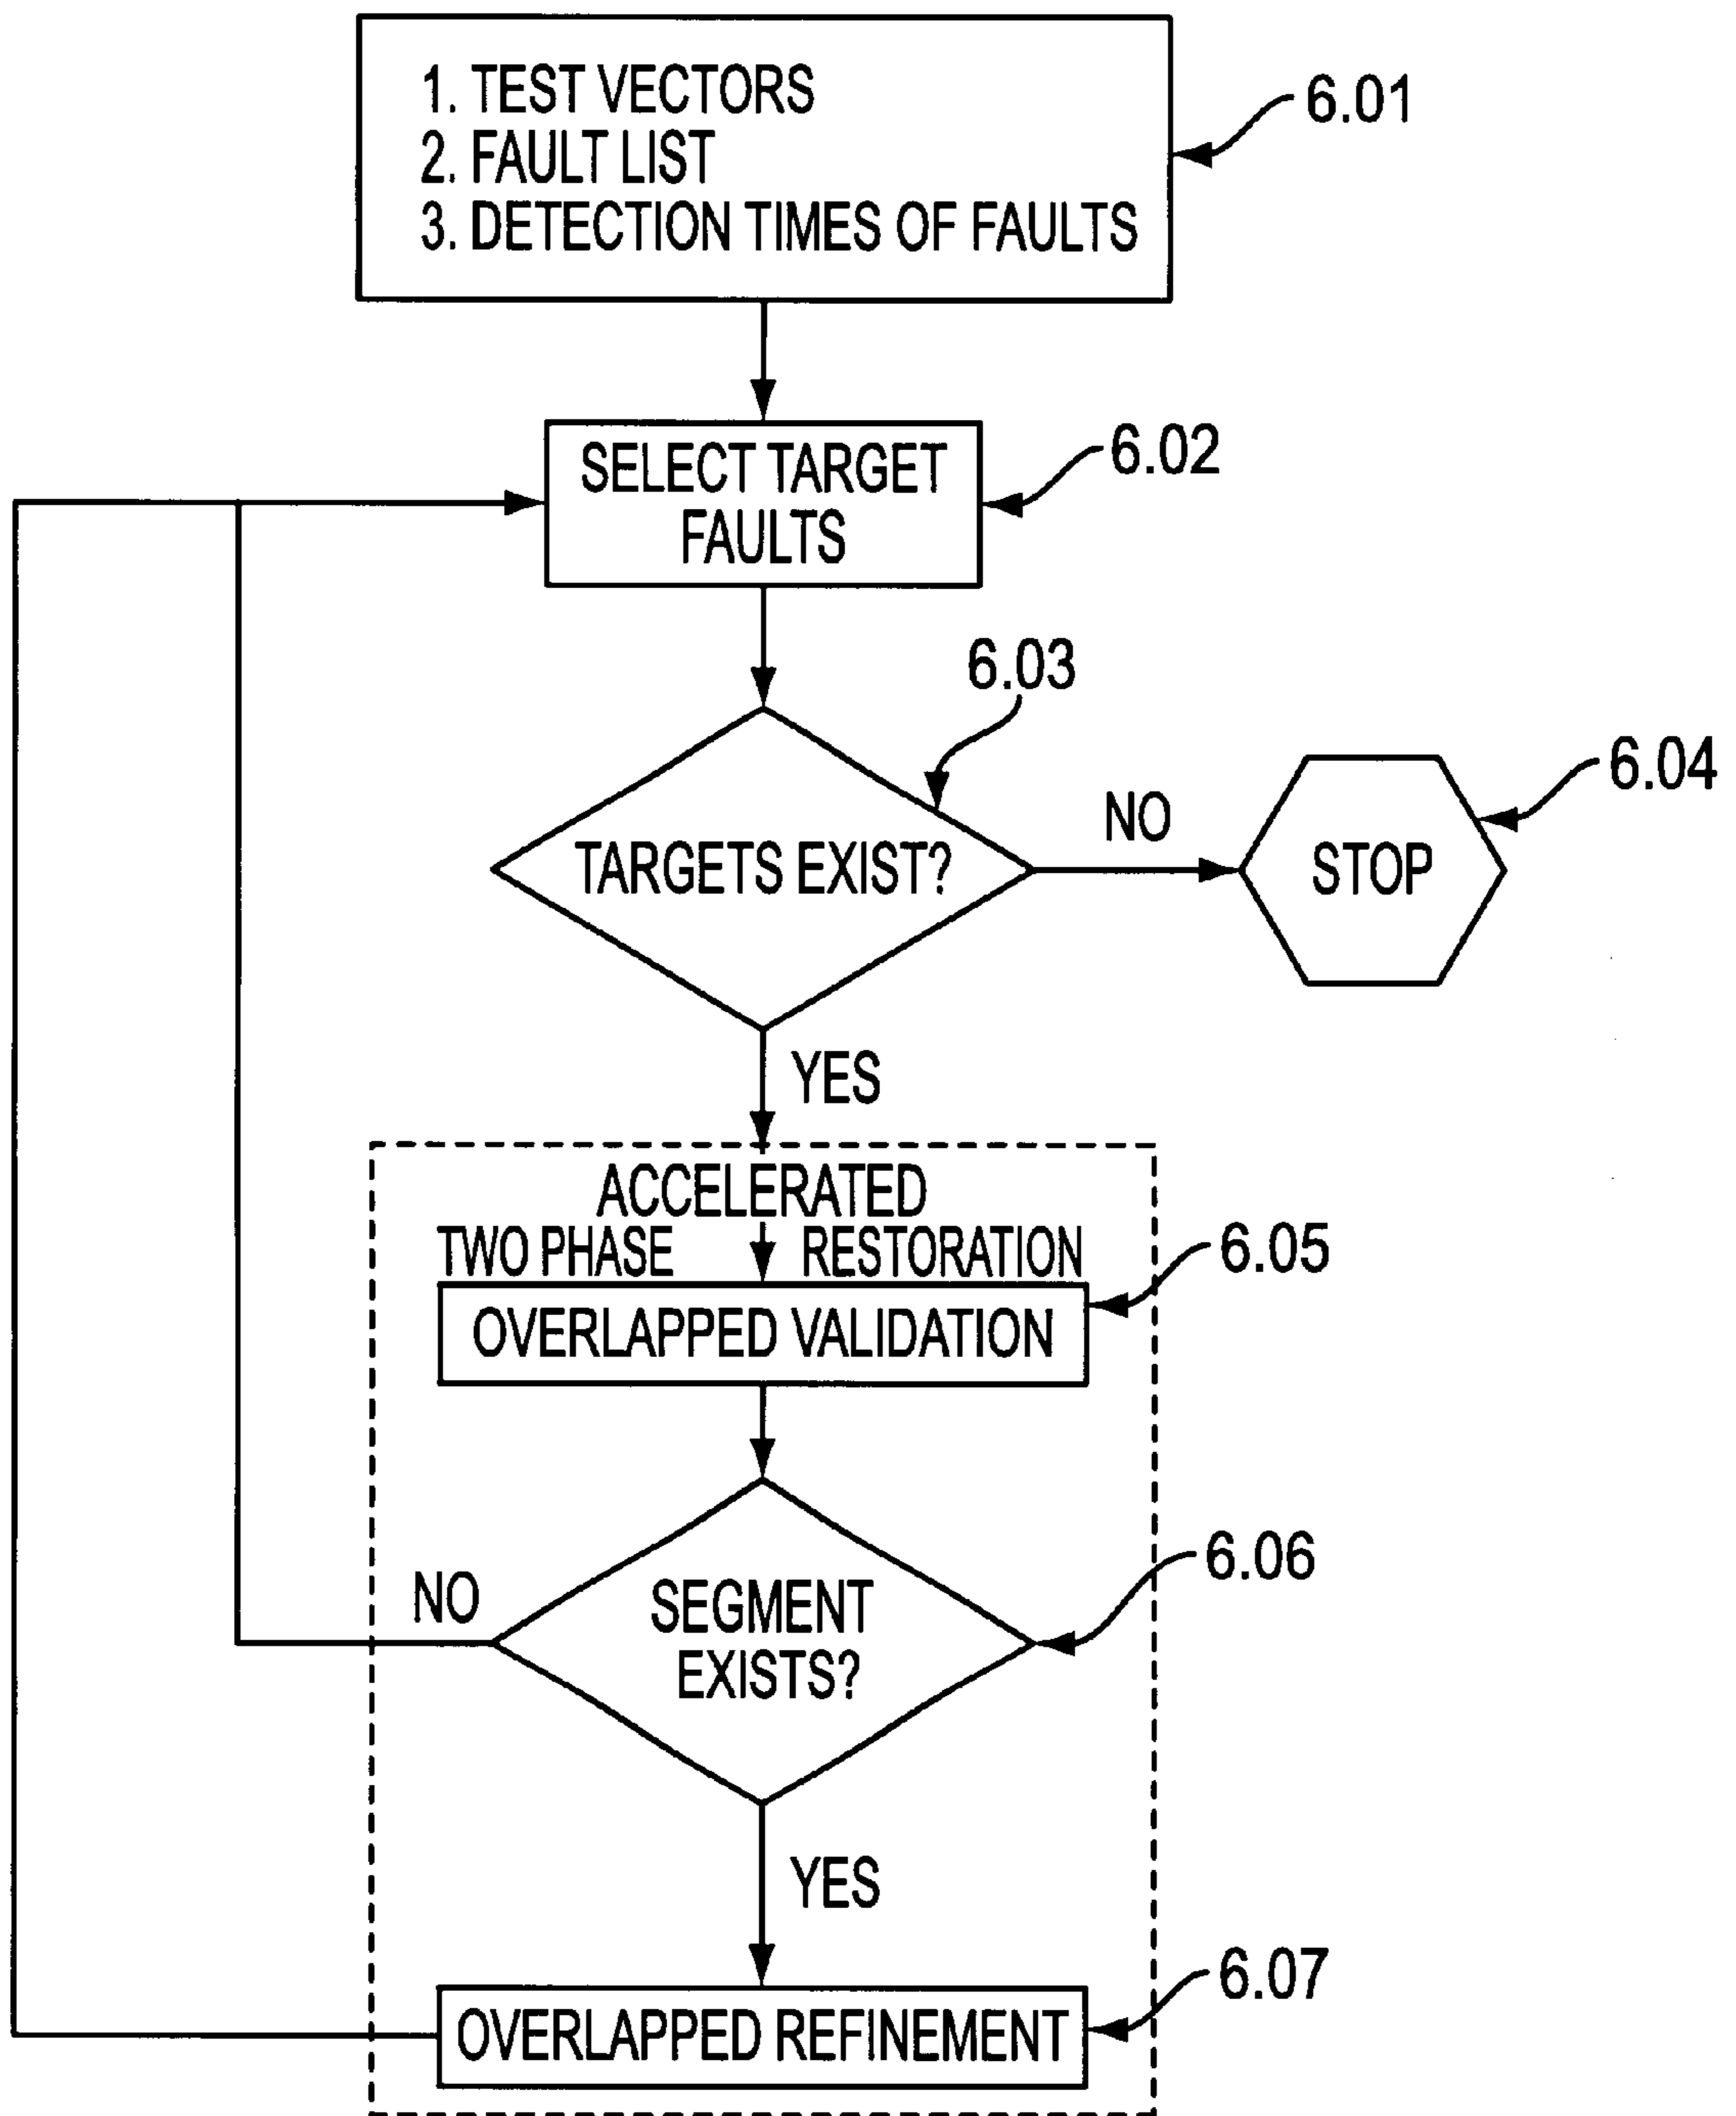 1. TEST VECTORS
2. FAULT LIST
3. DETECTION TIMES OF FAULTS
6.01
SELECT TARGET
FAULTS
6.02
6.03
TARGETS EXIST?
NO
STOP
6.04
YES
ACCELERATED
TWO PHASE RESTORATION
6.05
OVERLAPPED VALIDATION
6.06
NO
SEGMENT
EXISTS?
YES
6.07
OVERLAPPED REFINEMENT